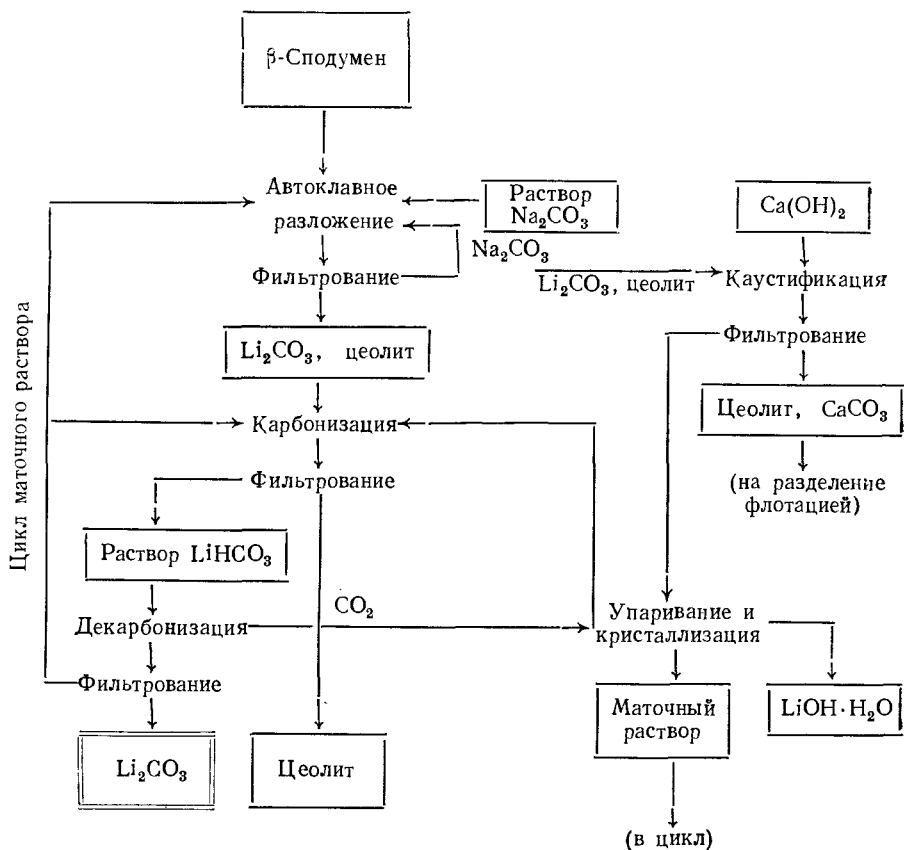 β-Сподумен
Автоклавное
разложение
Раствор
Na₂CO₃
Na₂CO₃
Фильтрование
Li₂CO₃, цеолит
Карбонизация
Фильтрование
Раствор LiHCO₃
CO₂
Декарбонизация
Фильтрование
Li₂CO₃
Цеолит
Цикл маточного раствора
Ca(OH)₂
Li₂CO₃, цеолит
Каустификация
Фильтрование
Цеолиг, CaCO₃
(на разделение
флотацией)
Упаривание и
кристаллизация
Маточный
раствор
LiOH·H₂O
(в цикл)